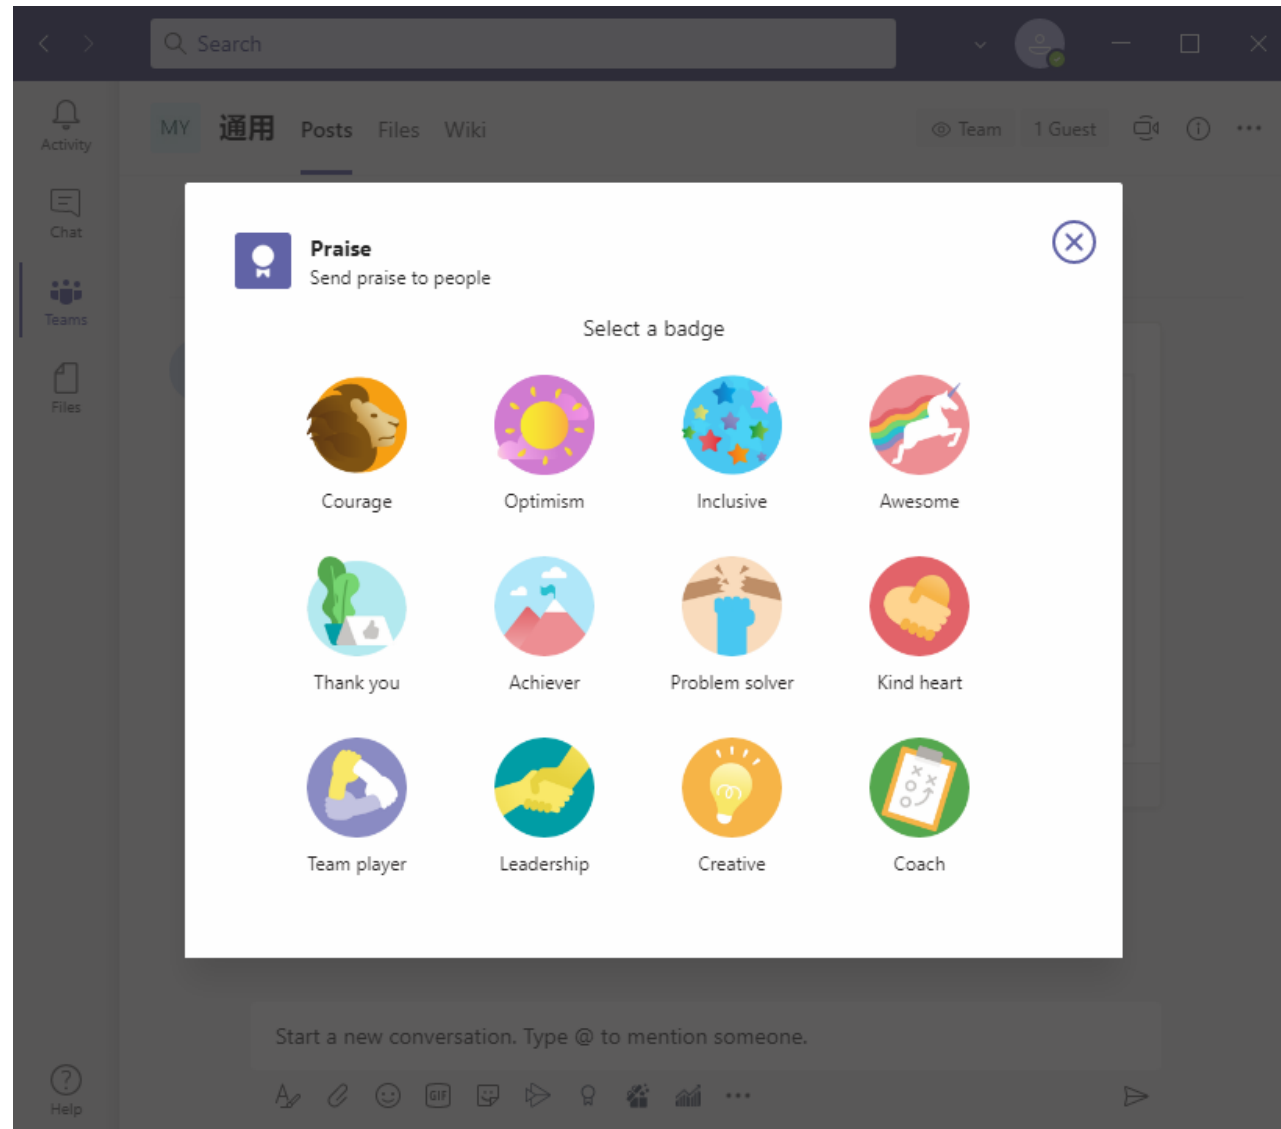 Search
Activity
MY 通用 Posts Files Wiki
Team 1 Guest
Chat
Teams
Files
Praise
Send praise to people
Select a badge
Courage Optimism Inclusive Awesome
Thank you Achiever Problem solver Kind heart
Team player Leadership Creative Coach
Start a new conversation. Type @ to mention someone.
GIF
Help